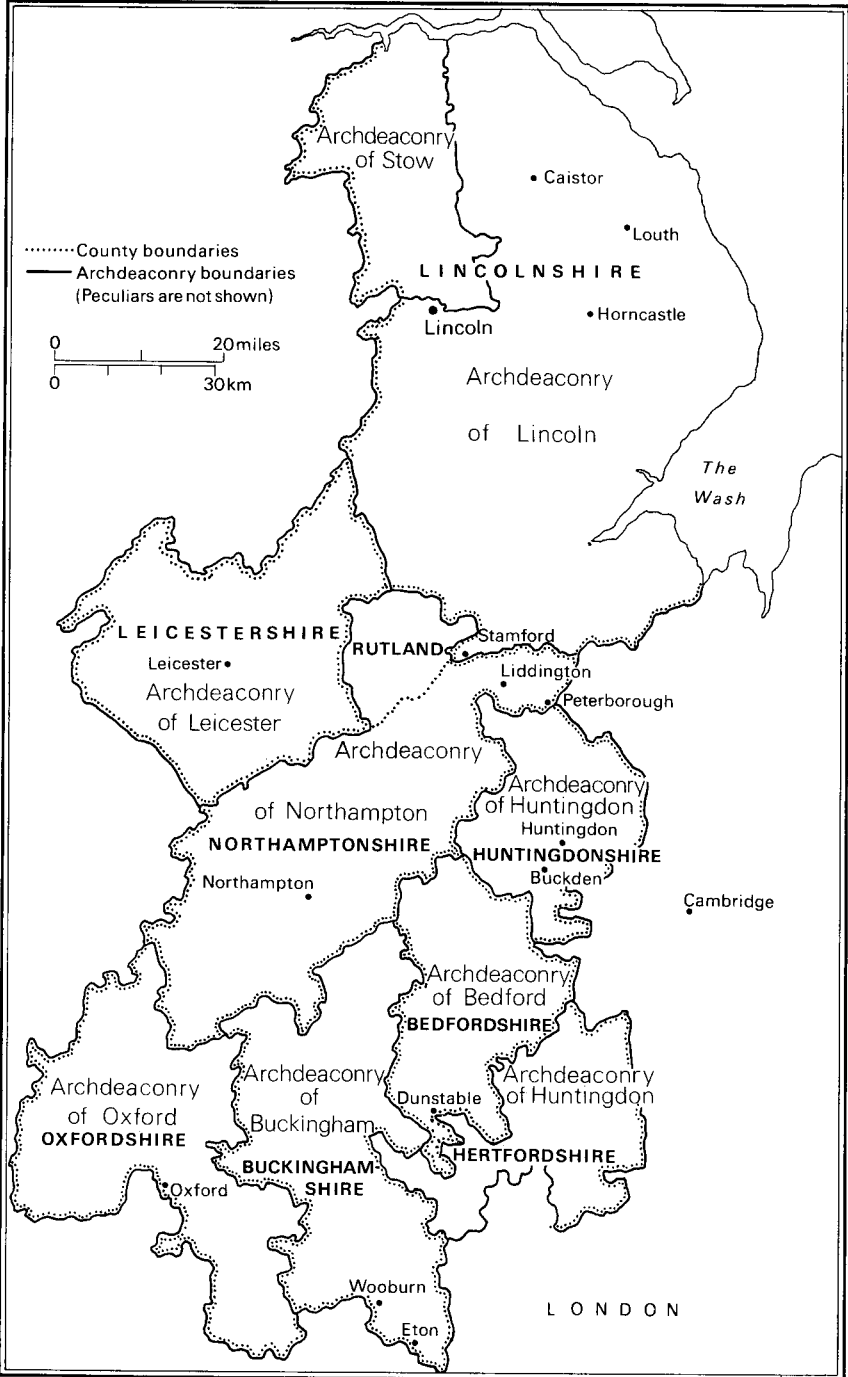 Archdeaconry
of Stow
Caistor
Louth
County boundaries
Archdeaconry boundaries
(Peculiars are not shown)
LINCOLNSHIRE
Lincoln
Horncastle
0 20 miles
0 30 km
Archdeaconry
of Lincoln
The
Wash
LEICESTERSHIRE
Leicester
Archdeaconry
of Leicester
RUTLAND
Stamford
Liddington
Peterborough
Archdeaconry
of Northampton
NORTHAMPTONSHIRE
Northampton
Archdeaconry
of Huntingdon
Huntingdon
HUNTINGDONSHIRE
Buckden
Cambridge
Archdeaconry
of Bedford
BEDFORDSHIRE
Archdeaconry
of Oxford
OXFORDSHIRE
Oxford
Archdeaconry
of
Buckingham
BUCKINGHAM-
SHIRE
Dunstable
Archdeaconry
of Huntingdon
HERTFORDSHIRE
Wooburn
Eton
LONDON